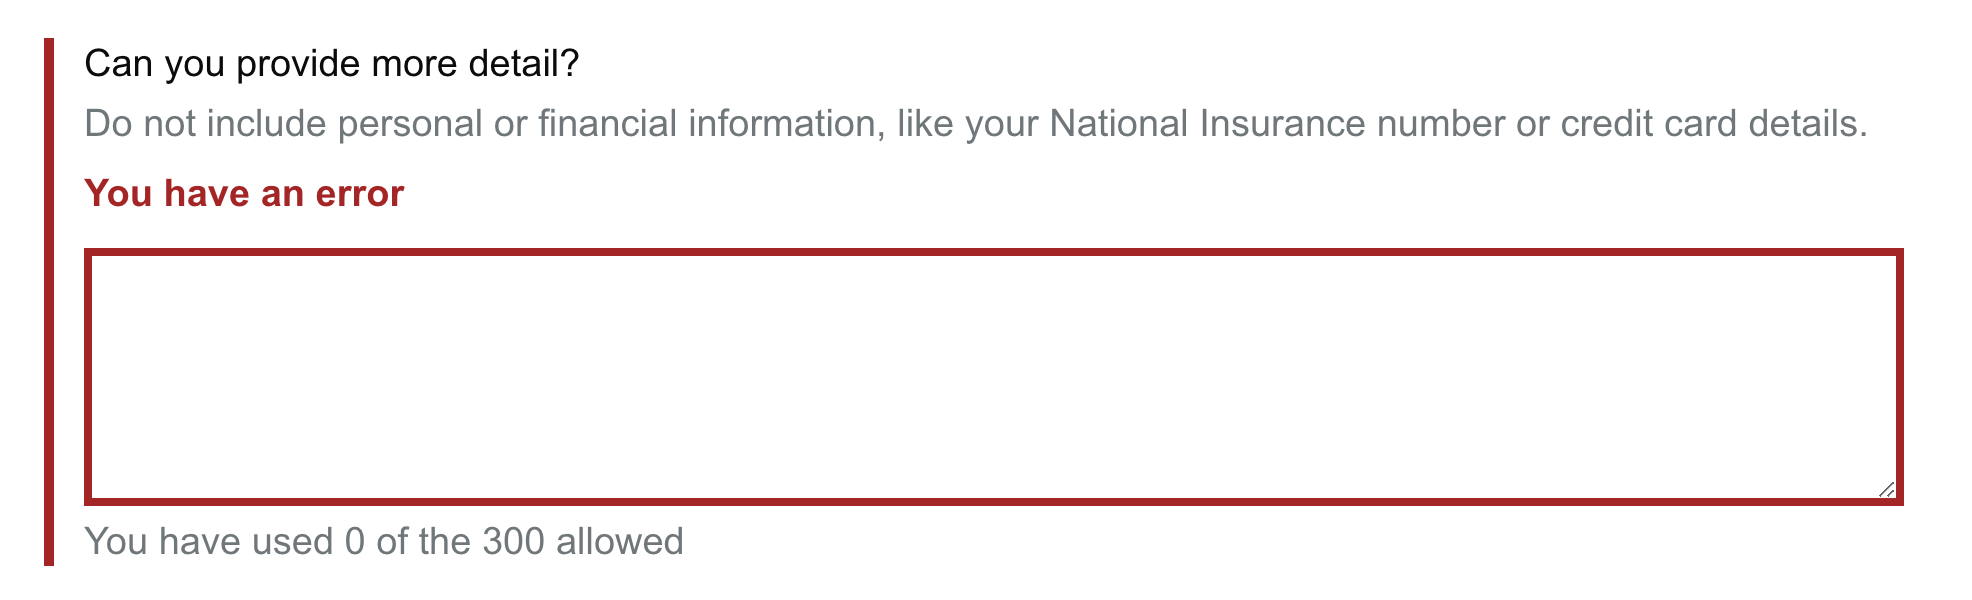 Can you provide more detail?
Do not include personal or financial information, like your National Insurance number or credit card details.
You have an error
You have used 0 of the 300 allowed